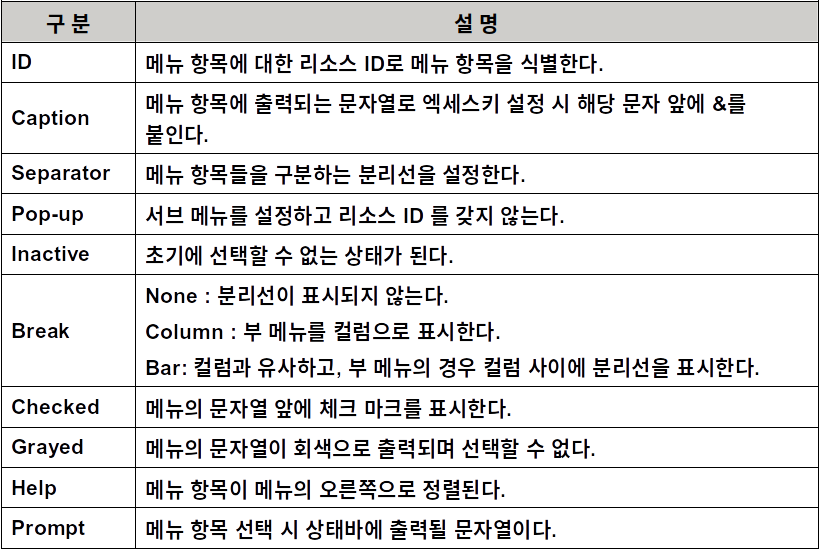 구 분 설 명
ID 메뉴 항목에 대한 리소스 ID로 메뉴 항목을 식별한다.
Caption 메뉴 항목에 출력되는 문자열로 엑세스키 설정 시 해당 문자 앞에 &를
붙인다.
Separator 메뉴 항목들을 구분하는 분리선을 설정한다.
Pop-up 서브 메뉴를 설정하고 리소스 ID 를 갖지 않는다.
Inactive 초기에 선택할 수 없는 상태가 된다.
Break
None : 분리선이 표시되지 않는다.
Column : 부 메뉴를 컬럼으로 표시한다.
Bar: 컬럼과 유사하고, 부 메뉴의 경우 컬럼 사이에 분리선을 표시한다.
Checked 메뉴의 문자열 앞에 체크 마크를 표시한다.
Grayed 메뉴의 문자열이 회색으로 출력되며 선택할 수 없다.
Help 메뉴 항목이 메뉴의 오른쪽으로 정렬된다.
Prompt 메뉴 항목 선택 시 상태바에 출력될 문자열이다.